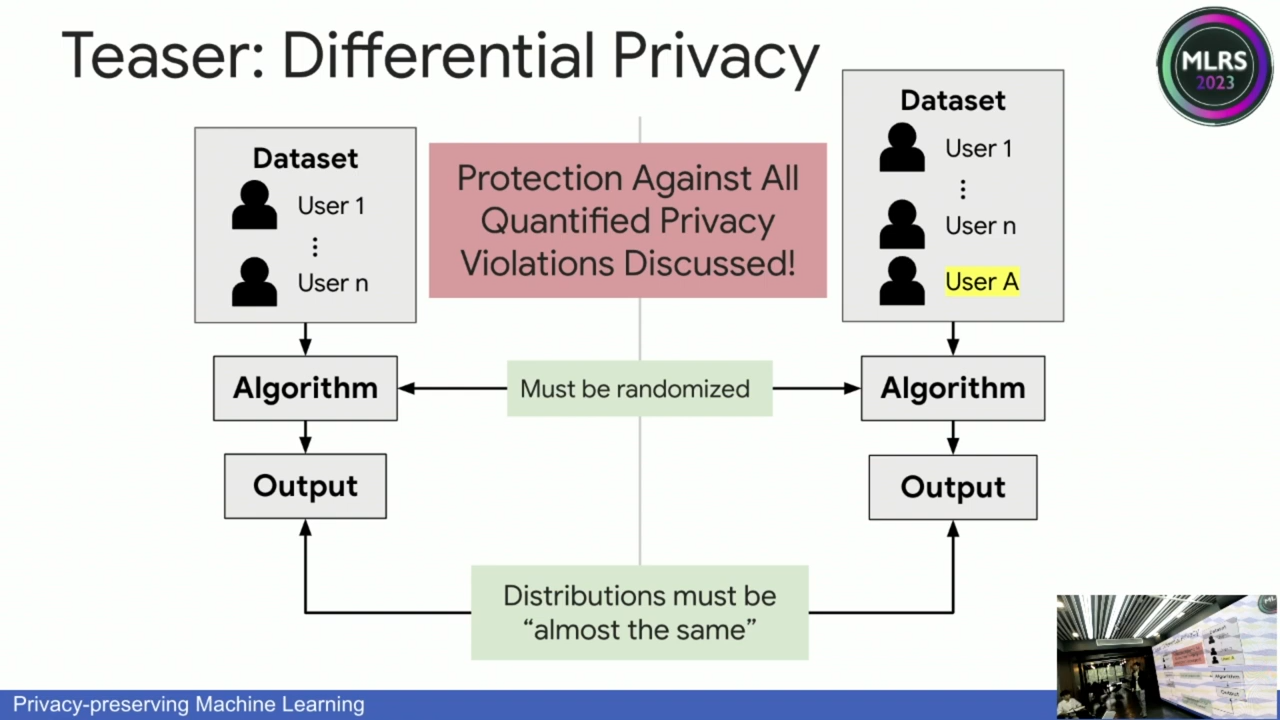 Teaser: Differential Privacy
MLRS
2023
Dataset
User 1
⋮
User n
Protection Against All
Quantified Privacy
Violations Discussed!
Dataset
User 1
⋮
User n
User A
Algorithm
Must be randomized
Algorithm
Output
Output
Distributions must be
“almost the same”
Privacy-preserving Machine Learning